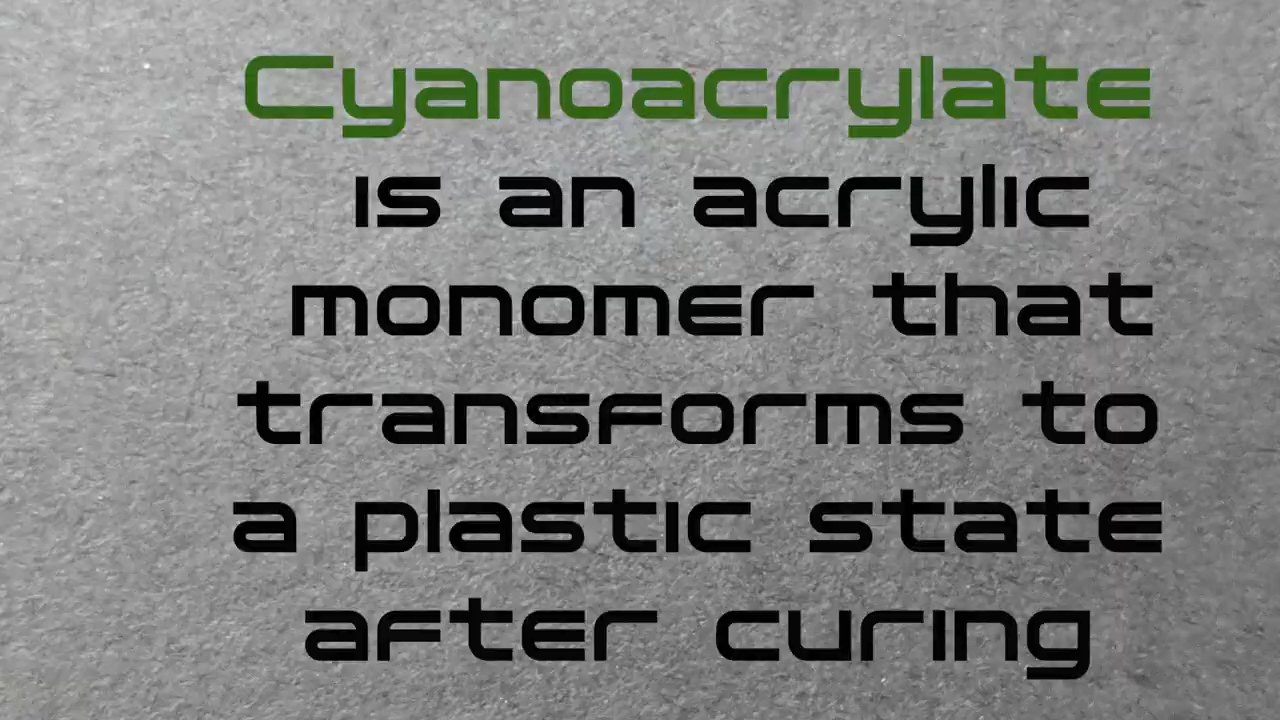 Cyanoacrylate
is an acrylic
monomer that
transforms to
a plastic state
after curing